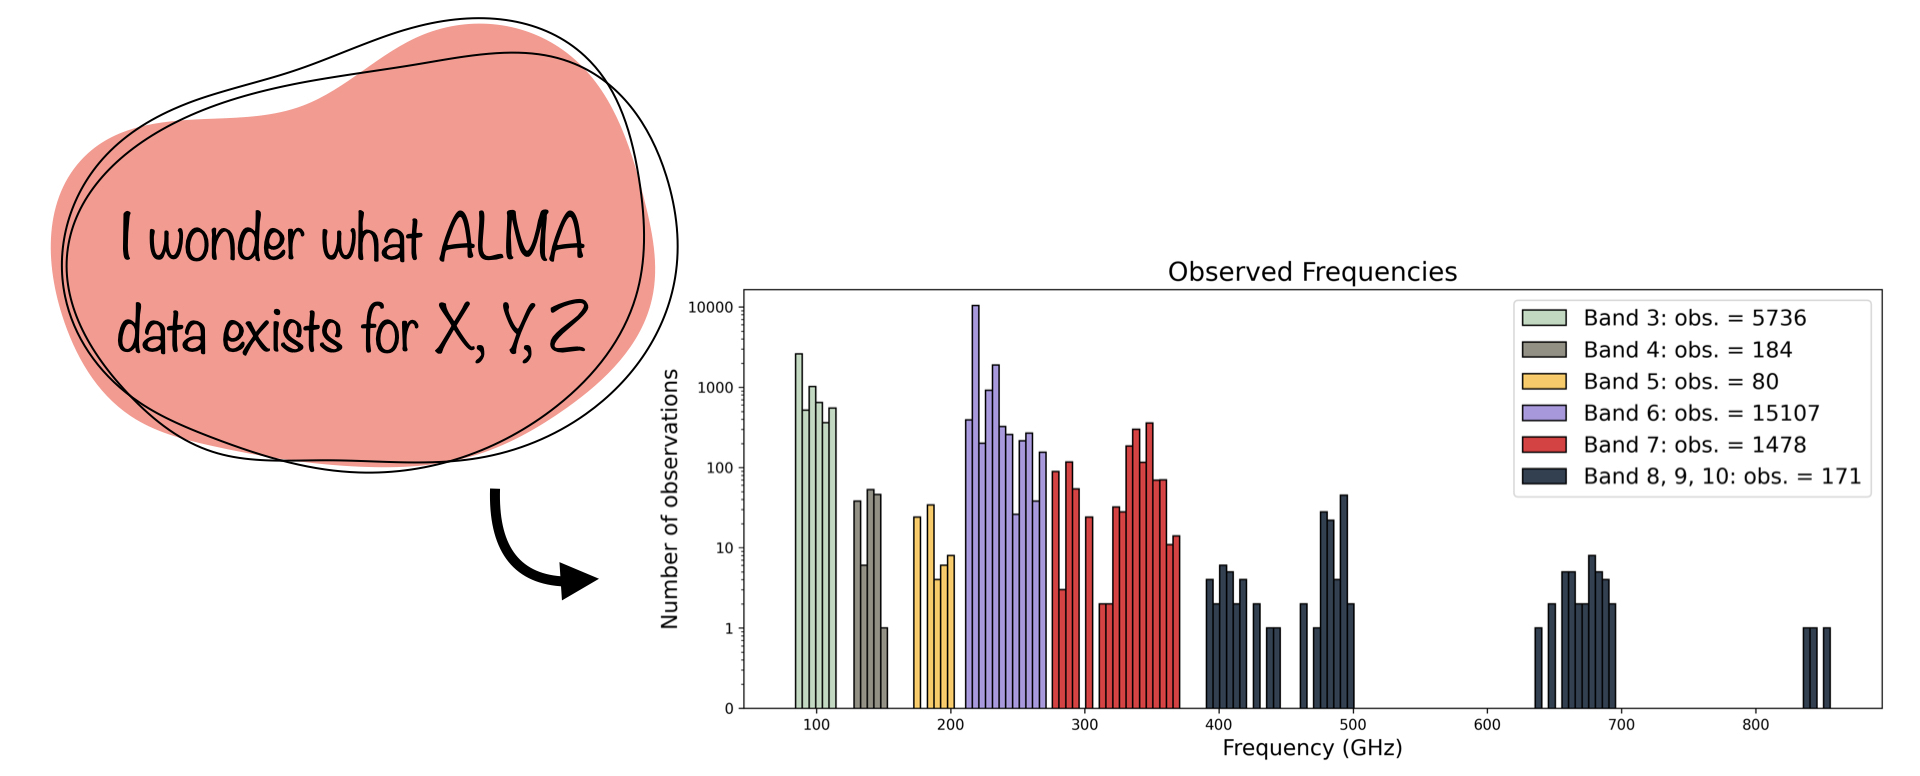 I wonder what ALMA
data exists for X, Y, Z
Observed Frequencies
Number of observations
10000
1000
100
10
1
0
Band 3: obs. = 5736
Band 4: obs. = 184
Band 5: obs. = 80
Band 6: obs. = 15107
Band 7: obs. = 1478
Band 8, 9, 10: obs. = 171
100 200 300 400 500 600 700 800
Frequency (GHz)